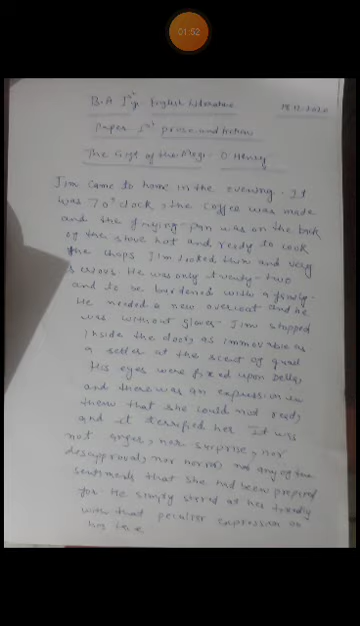 01:52
B.A Ist yr English Literature
Paper Ist prose and fiction
The Gift of the Magi - O Henry
Jim came to home in the evening. It
was 7 O'clock, the coffee was made
and the frying-pan was on the back
of the stove hot and ready to cook
the chops Jim looked thin and very
serious. He was only twenty-two
and to be burdened with a family.
He needed a new overcoat and he
was without gloves. Jim stopped
inside the door, as immovable as
a setter at the scent of quail
His eyes were fixed upon Della,
and there was an expression in
them that she could not read,
and it terrified her It was
not anger, nor surprise, nor
disapproval, nor horror not any of the
sentiments that she had been prepared
for. He simply stared at her
with that peculiar expression on
his face